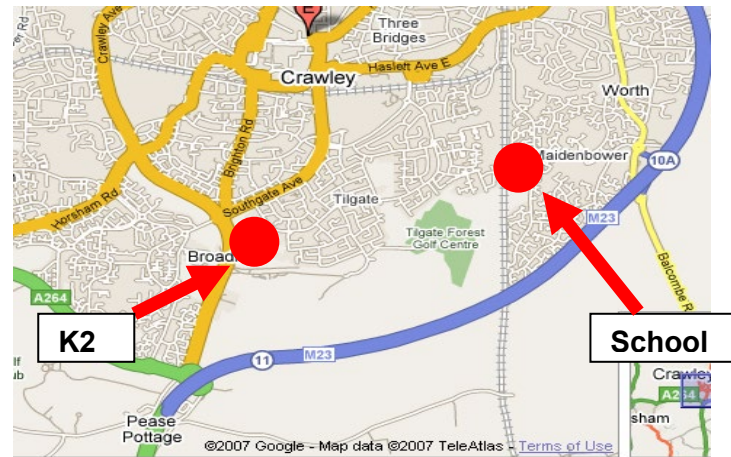 E
Three
Bridges
Crawley Ave
Crawley
Haslett Ave E
Worth
Brighton Rd
Maidenbower
10A
Southgate Ave
Tilgate
Horsham Rd
M23
Tilgate Forest
Golf Centre
Broadf
Balcombe R
A264
K2
School
11
M23
Crawley
A264
sham
Pease
Pottage
©2007 Google - Map data ©2007 TeleAtlas - Terms of Use